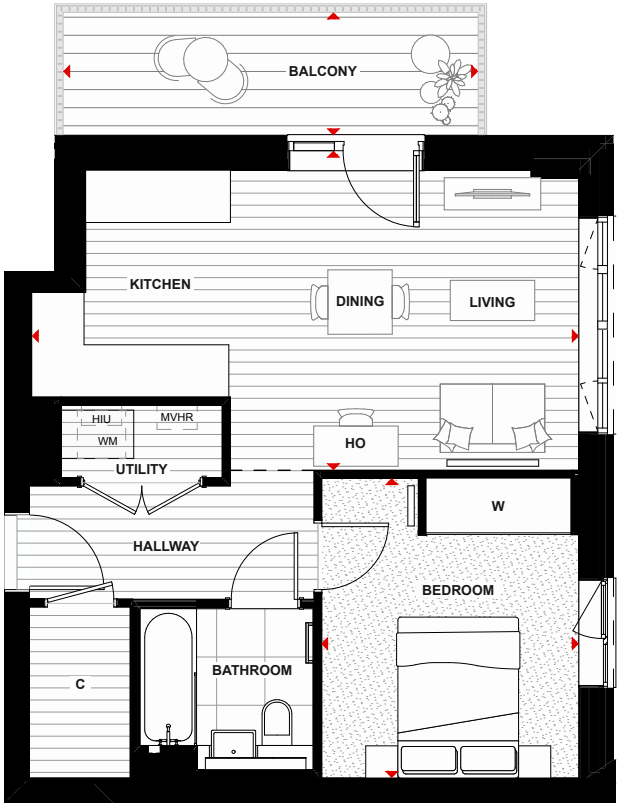 BALCONY
KITCHEN
DINING
LIVING
HIU
MVHR
WM
HO
UTILITY
W
HALLWAY
BEDROOM
BATHROOM
C